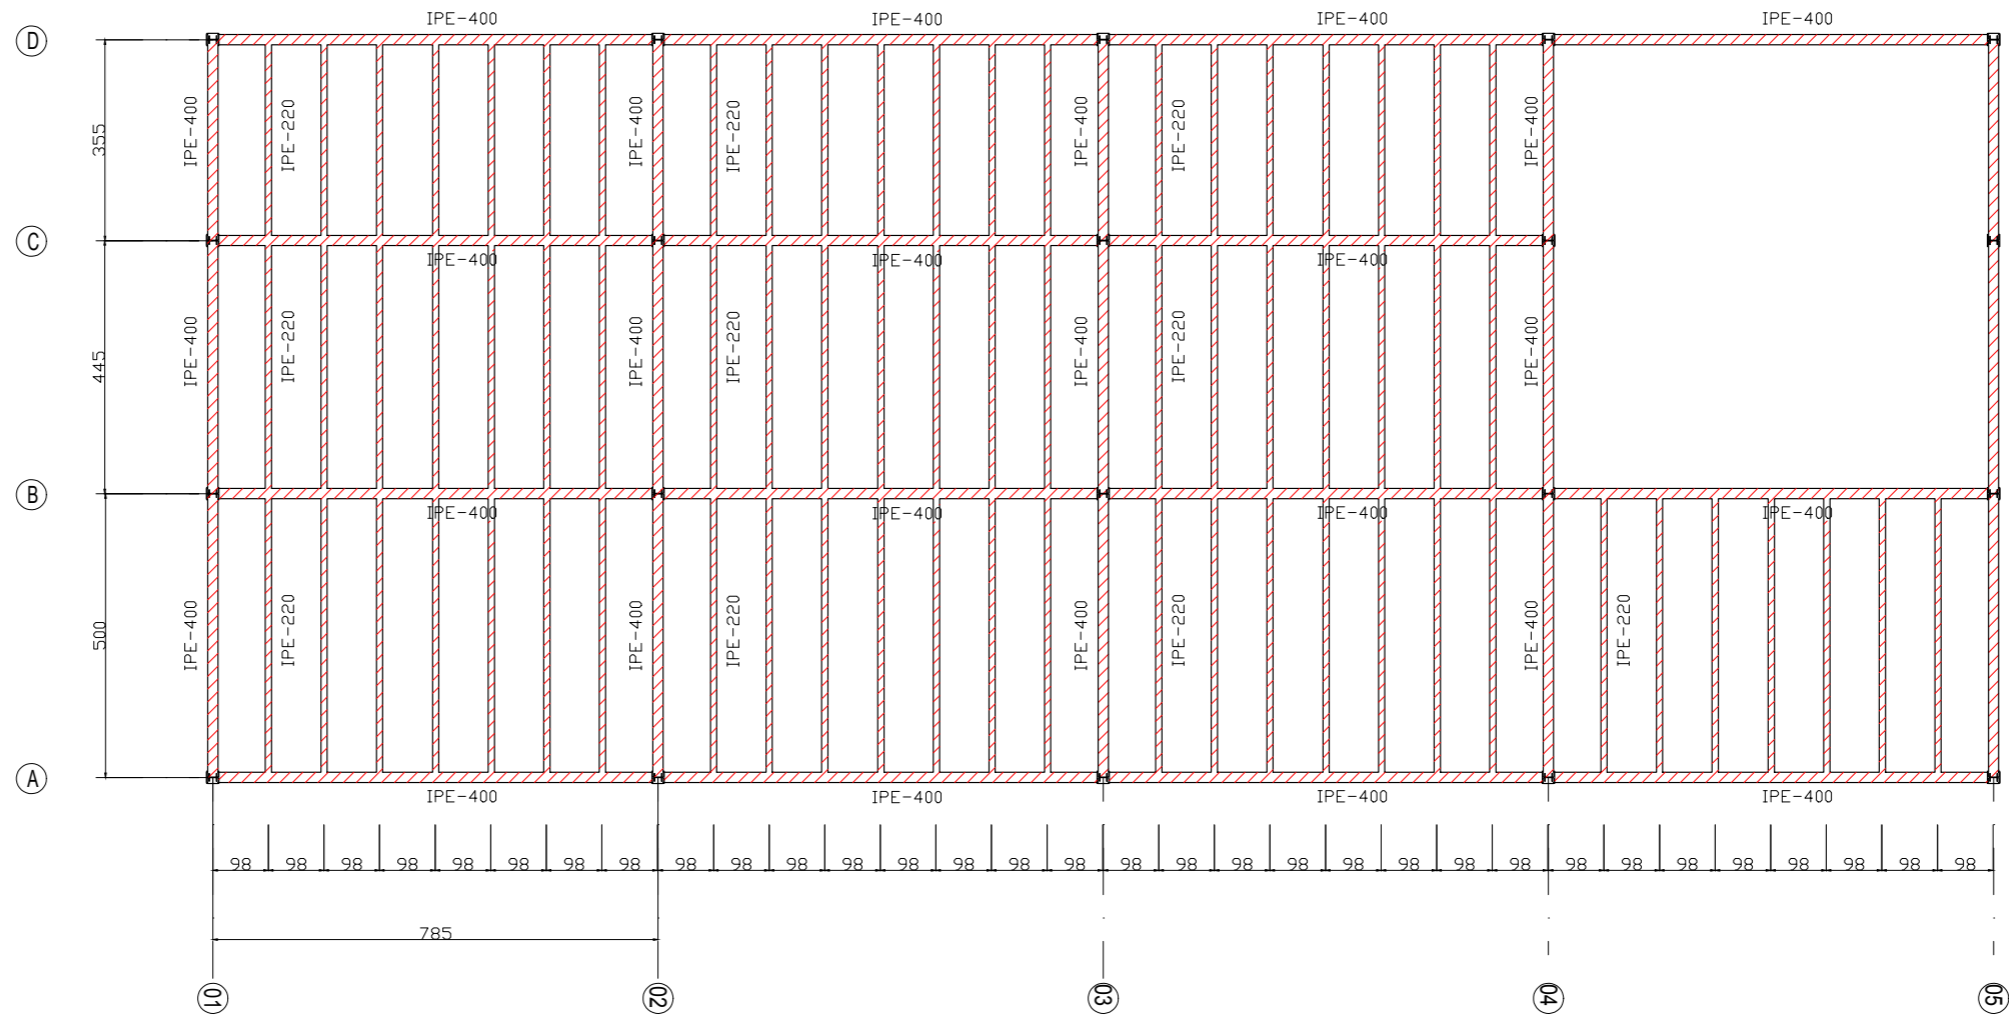 IPE-400 IPE-400 IPE-400 IPE-400
D
355 IPE-400 IPE-220 IPE-400 IPE-220 IPE-400 IPE-220 IPE-400
C
IPE-400 IPE-400 IPE-400
445 IPE-400 IPE-220 IPE-400 IPE-220 IPE-400 IPE-220 IPE-400
B
IPE-400 IPE-400 IPE-400 IPE-400
500 IPE-400 IPE-220 IPE-400 IPE-220 IPE-400 IPE-220 IPE-400 IPE-220
A
IPE-400 IPE-400 IPE-400 IPE-400
98 98 98 98 98 98 98 98 98 98 98 98 98 98 98 98 98 98 98 98 98 98 98 98 98 98 98 98 98 98 98 98
785
01 02 03 04 05